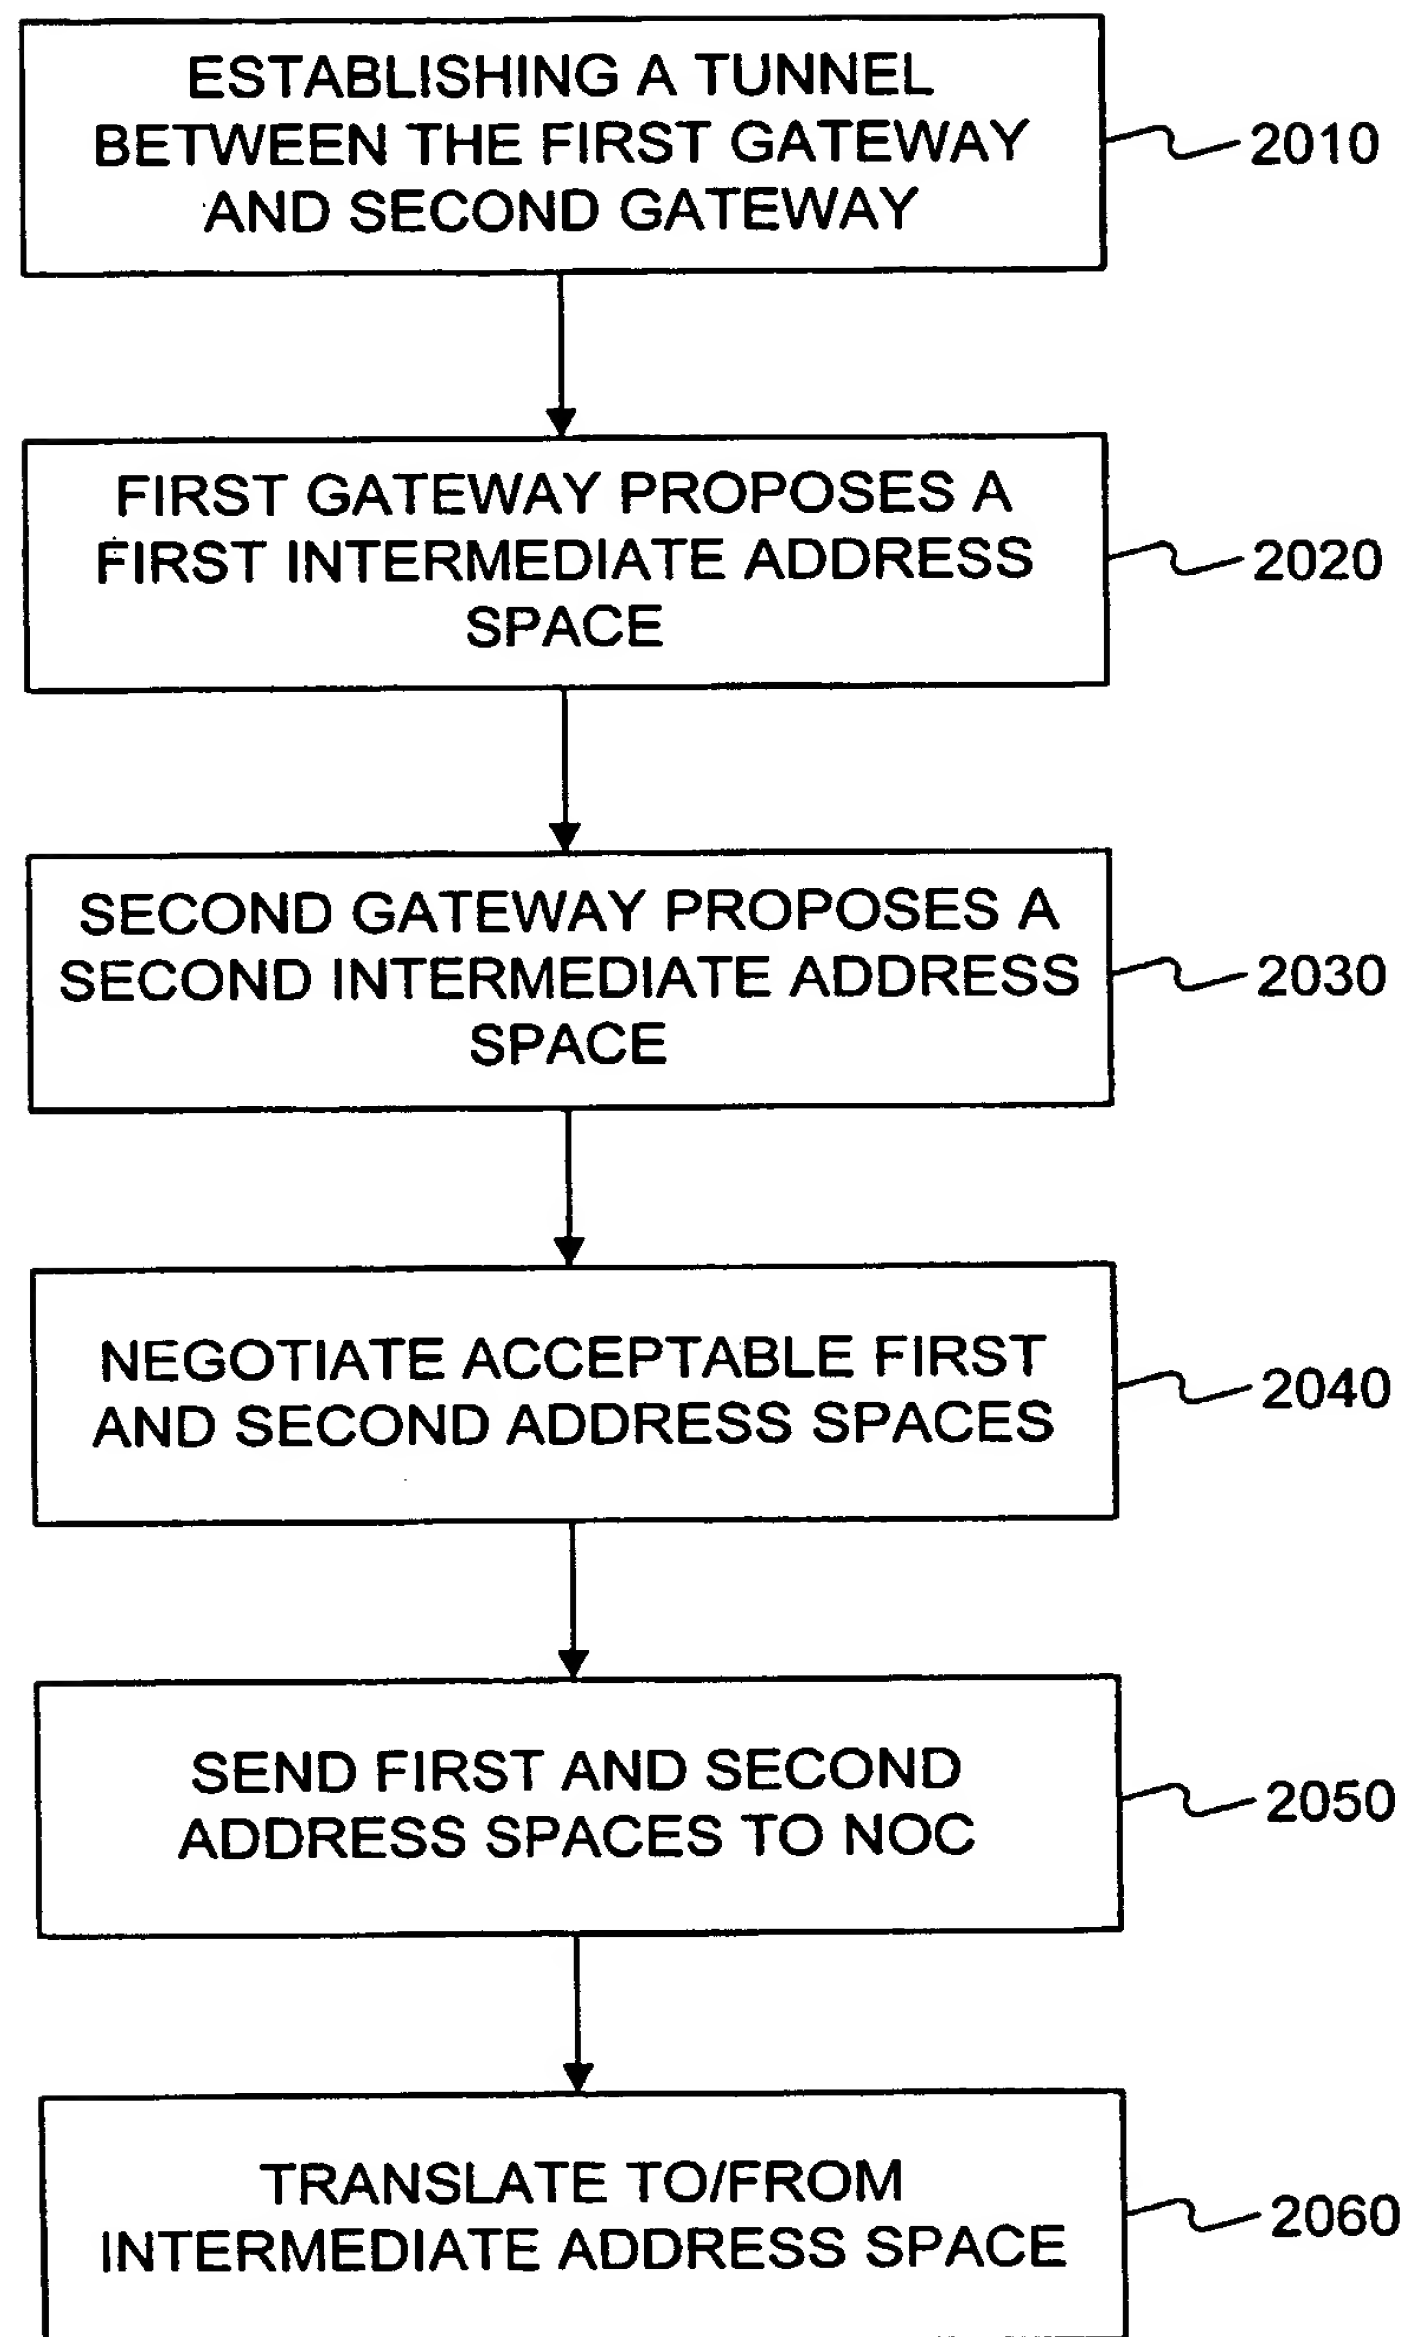 ESTABLISHING A TUNNEL
BETWEEN THE FIRST GATEWAY
AND SECOND GATEWAY
2010
FIRST GATEWAY PROPOSES A
FIRST INTERMEDIATE ADDRESS
SPACE
2020
SECOND GATEWAY PROPOSES A
SECOND INTERMEDIATE ADDRESS
SPACE
2030
NEGOTIATE ACCEPTABLE FIRST
AND SECOND ADDRESS SPACES
2040
SEND FIRST AND SECOND
ADDRESS SPACES TO NOC
2050
TRANSLATE TO/FROM
INTERMEDIATE ADDRESS SPACE
2060